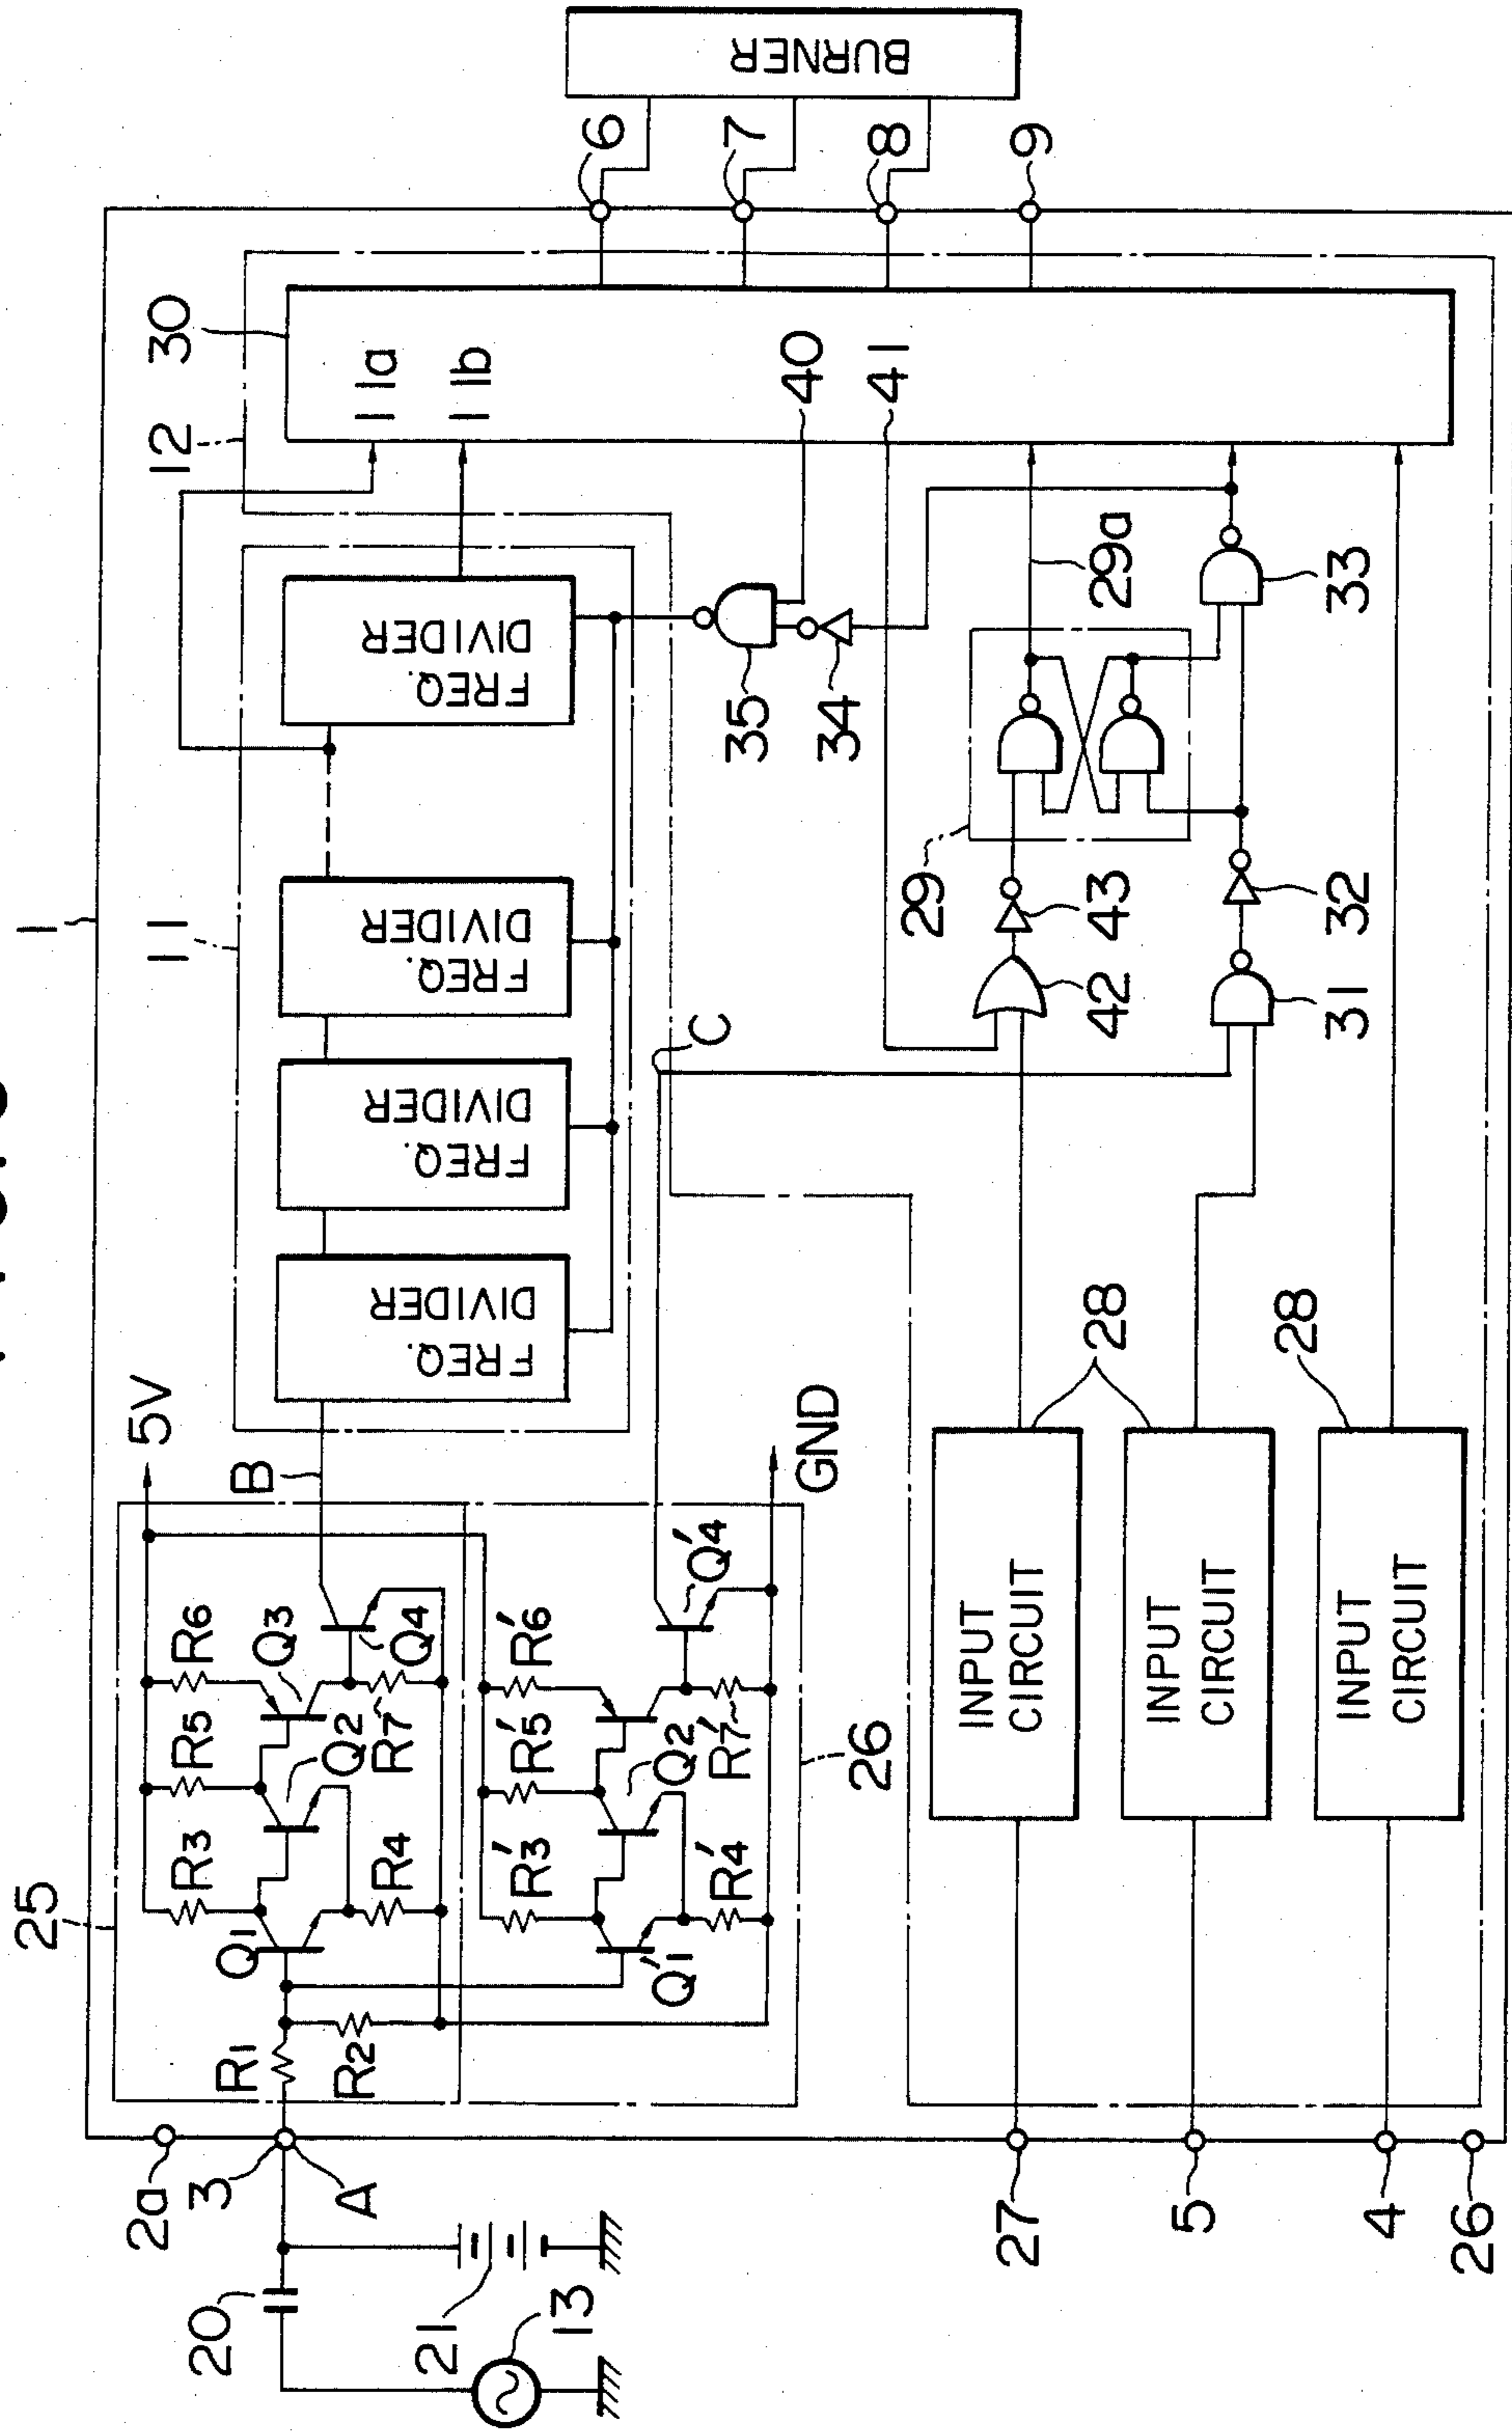 1
25
5V
11
12
30
11a
11b
2a
3
A
20
21
13
R1
R2
Q1
R3
R4
Q2
R5
R6
Q3
R7
Q4
B
FREQ.
DIVIDER
FREQ.
DIVIDER
FREQ.
DIVIDER
FREQ.
DIVIDER
6
7
8
9
BURNER
Q'1
R'3
R'4
Q2
R'5
R'6
R'7
Q'4
GND
26
C
35
34
40
41
29
29a
42
43
31
32
33
27
5
4
26
INPUT
CIRCUIT
INPUT
CIRCUIT
INPUT
CIRCUIT
28
28